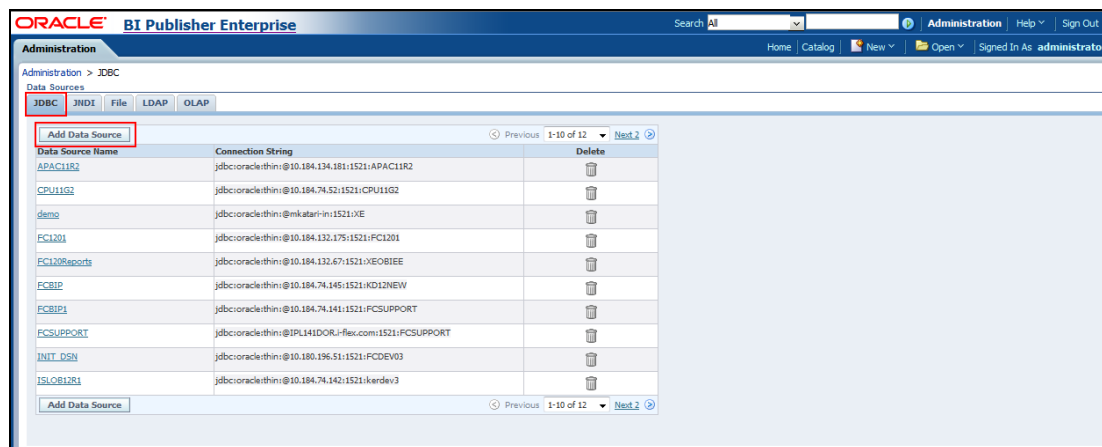 ORACLE BI Publisher Enterprise Search All Administration Help Sign Out
Administration Home Catalog New Open Signed In As administrato
Administration > JDBC
Data Sources
JDBC JNDI File LDAP OLAP
Add Data Source Previous 1-10 of 12 Next 2
Data Source Name Connection String Delete
APAC11R2 jdbc:oracle:thin:@10.184.134.181:1521:APAC11R2
CPU11G2 jdbc:oracle:thin:@10.184.74.52:1521:CPU11G2
demo jdbc:oracle:thin:@mkatari-in:1521:XE
FC1201 jdbc:oracle:thin:@10.184.132.175:1521:FC1201
FC120Reports jdbc:oracle:thin:@10.184.132.67:1521:XEOBIEE
FCBIP jdbc:oracle:thin:@10.184.74.145:1521:KD12NEW
FCBIP1 jdbc:oracle:thin:@10.184.74.141:1521:FCSUPPORT
FCSUPPORT jdbc:oracle:thin:@IPL141DOR.i-flex.com:1521:FCSUPPORT
INIT_DSN jdbc:oracle:thin:@10.180.196.51:1521:FCDEV03
ISLOB12R1 jdbc:oracle:thin:@10.184.74.142:1521:kerdev3
Add Data Source Previous 1-10 of 12 Next 2